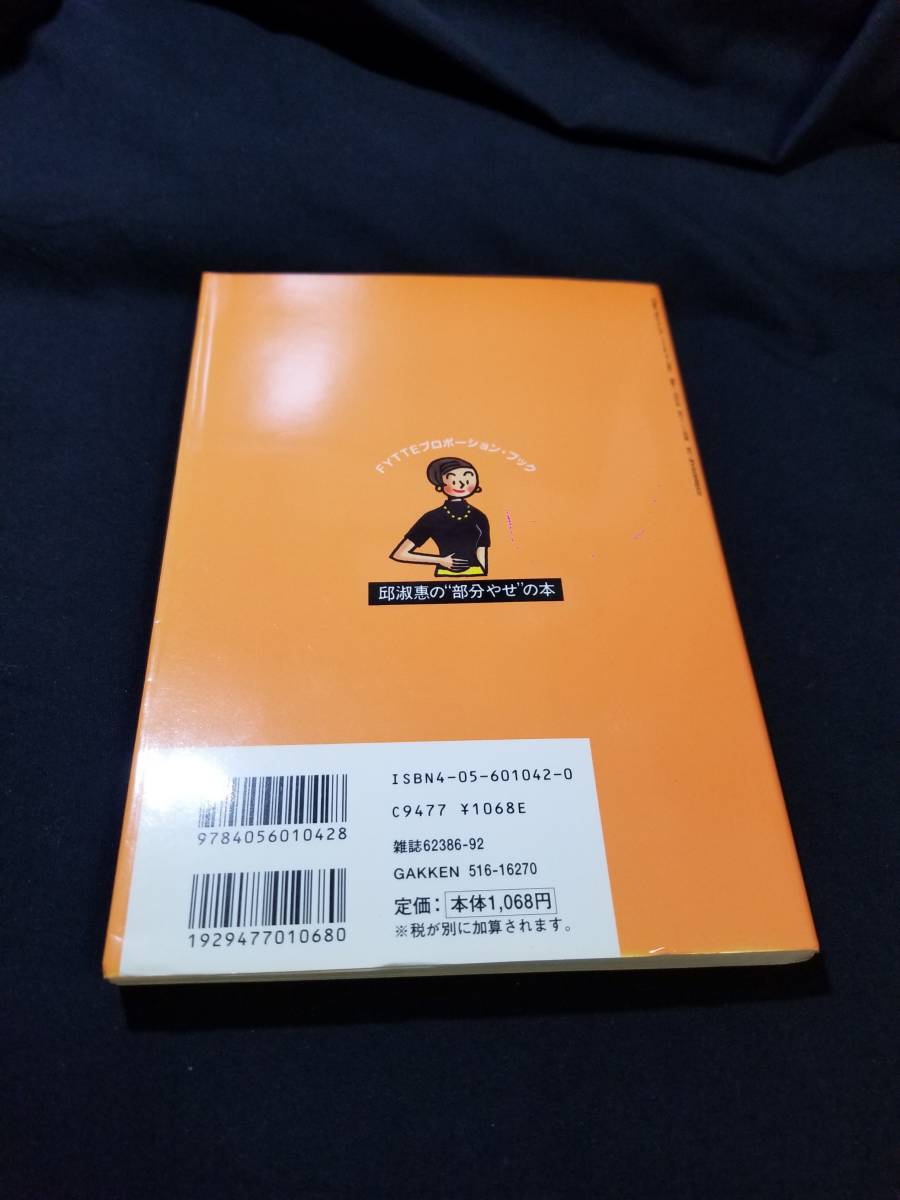 FYTTEプロポーション・ブック
邱淑惠の"部分やせ"の本
ISBN4-05-601042-0
C9477 ¥1068E
雑誌62386-92
GAKKEN 516-16270
定価：本体1,068円
※税が別に加算されます。
9784056010428
1929477010680